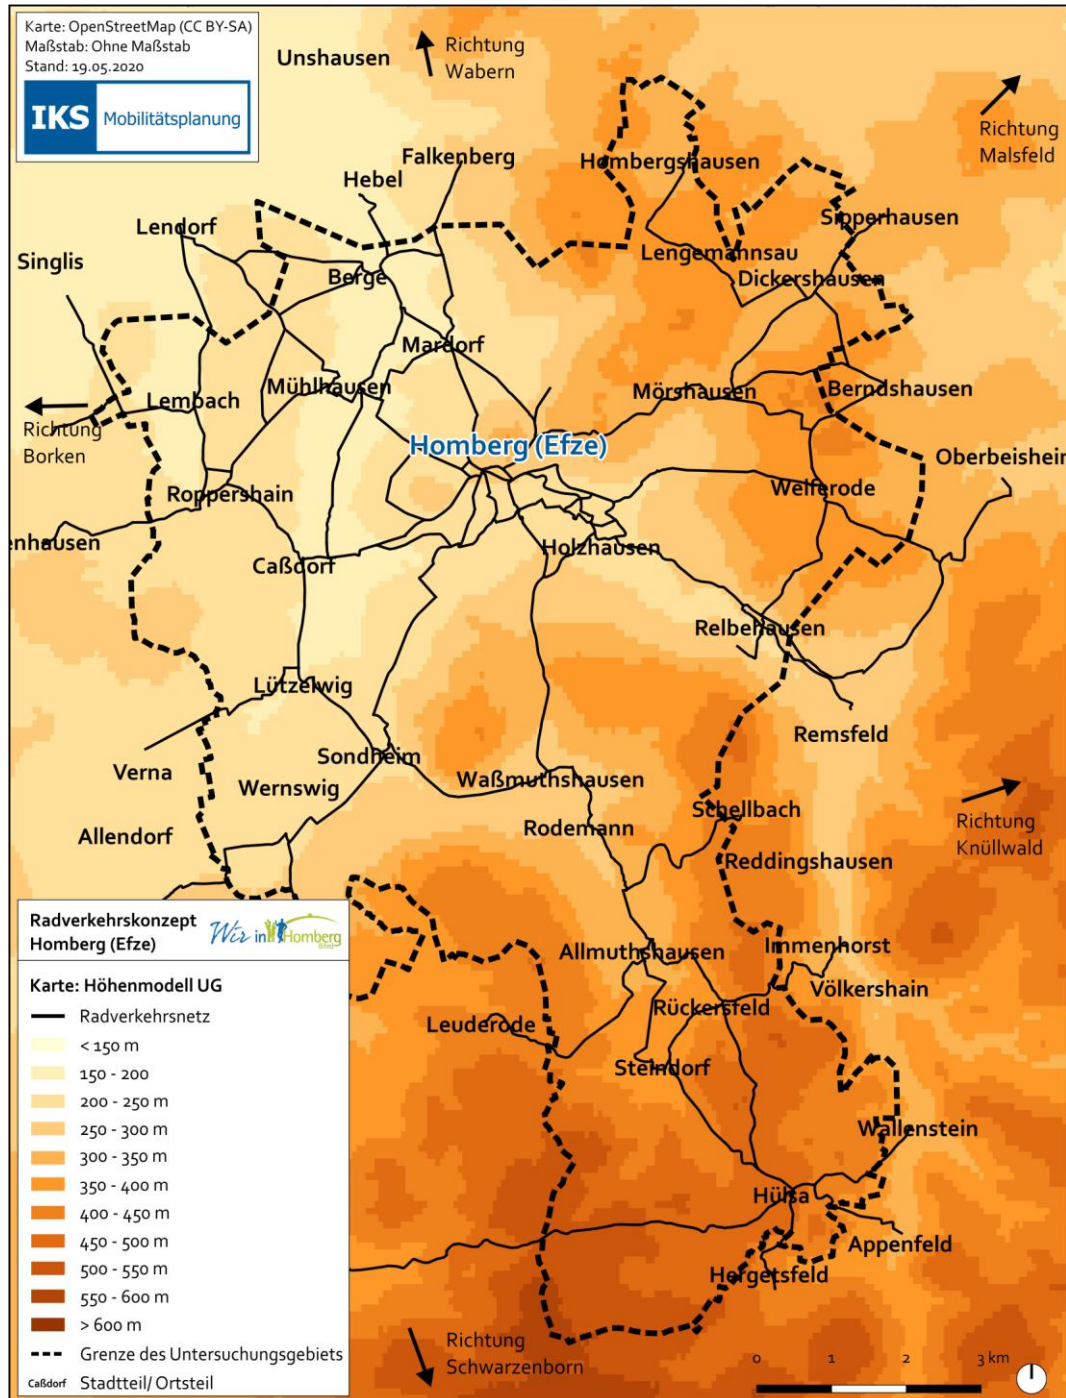 Karte: OpenStreetMap (CC BY-SA)
Maßstab: Ohne Maßstab
Stand: 19.05.2020
IKS Mobilitätsplanung
Unshausen
Richtung
Wabern
Richtung
Malsfeld
Falkenberg
Hebel
Hombergshausen
Lendorf
Sipperhausen
Singlis
Lengemannsau
Berge
Dickershausen
Mardorf
Mühlhausen
Mörshausen
Berndshausen
Lembach
Richtung
Borken
Homberg (Efze)
Oberbeisheim
Roppershain
Welferode
enhausen
Holzhausen
Caßdorf
Relbehausen
Lützelwig
Remsfeld
Sondheim
Verna
Wernswig
Waßmuthshausen
Schellbach
Richtung
Knüllwald
Allendorf
Rodemann
Reddingshausen
Allmuthshausen
Immenhorst
Völkershain
Rückersfeld
Leuderode
Steindorf
Wallenstein
Hülsa
Appenfeld
Hergetsfeld
Richtung
Schwarzenborn
Radverkehrskonzept
Homberg (Efze)
Wir in Homberg
Karte: Höhenmodell UG
Radverkehrsnetz
< 150 m
150 - 200
200 - 250 m
250 - 300 m
300 - 350 m
350 - 400 m
400 - 450 m
450 - 500 m
500 - 550 m
550 - 600 m
> 600 m
Grenze des Untersuchungsgebiets
Caßdorf Stadtteil/ Ortsteil
0 1 2 3 km